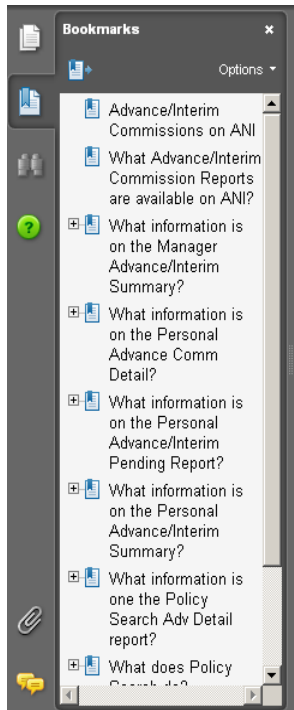 Bookmarks
Options
Advance/Interim
Commissions on ANI
What Advance/Interim
Commission Reports
are available on ANI?
What information is
on the Manager
Advance/Interim
Summary?
What information is
on the Personal
Advance Comm
Detail?
What information is
on the Personal
Advance/Interim
Pending Report?
What information is
on the Personal
Advance/Interim
Summary?
What information is
one the Policy
Search Adv Detail
report?
What does Policy
Search do?